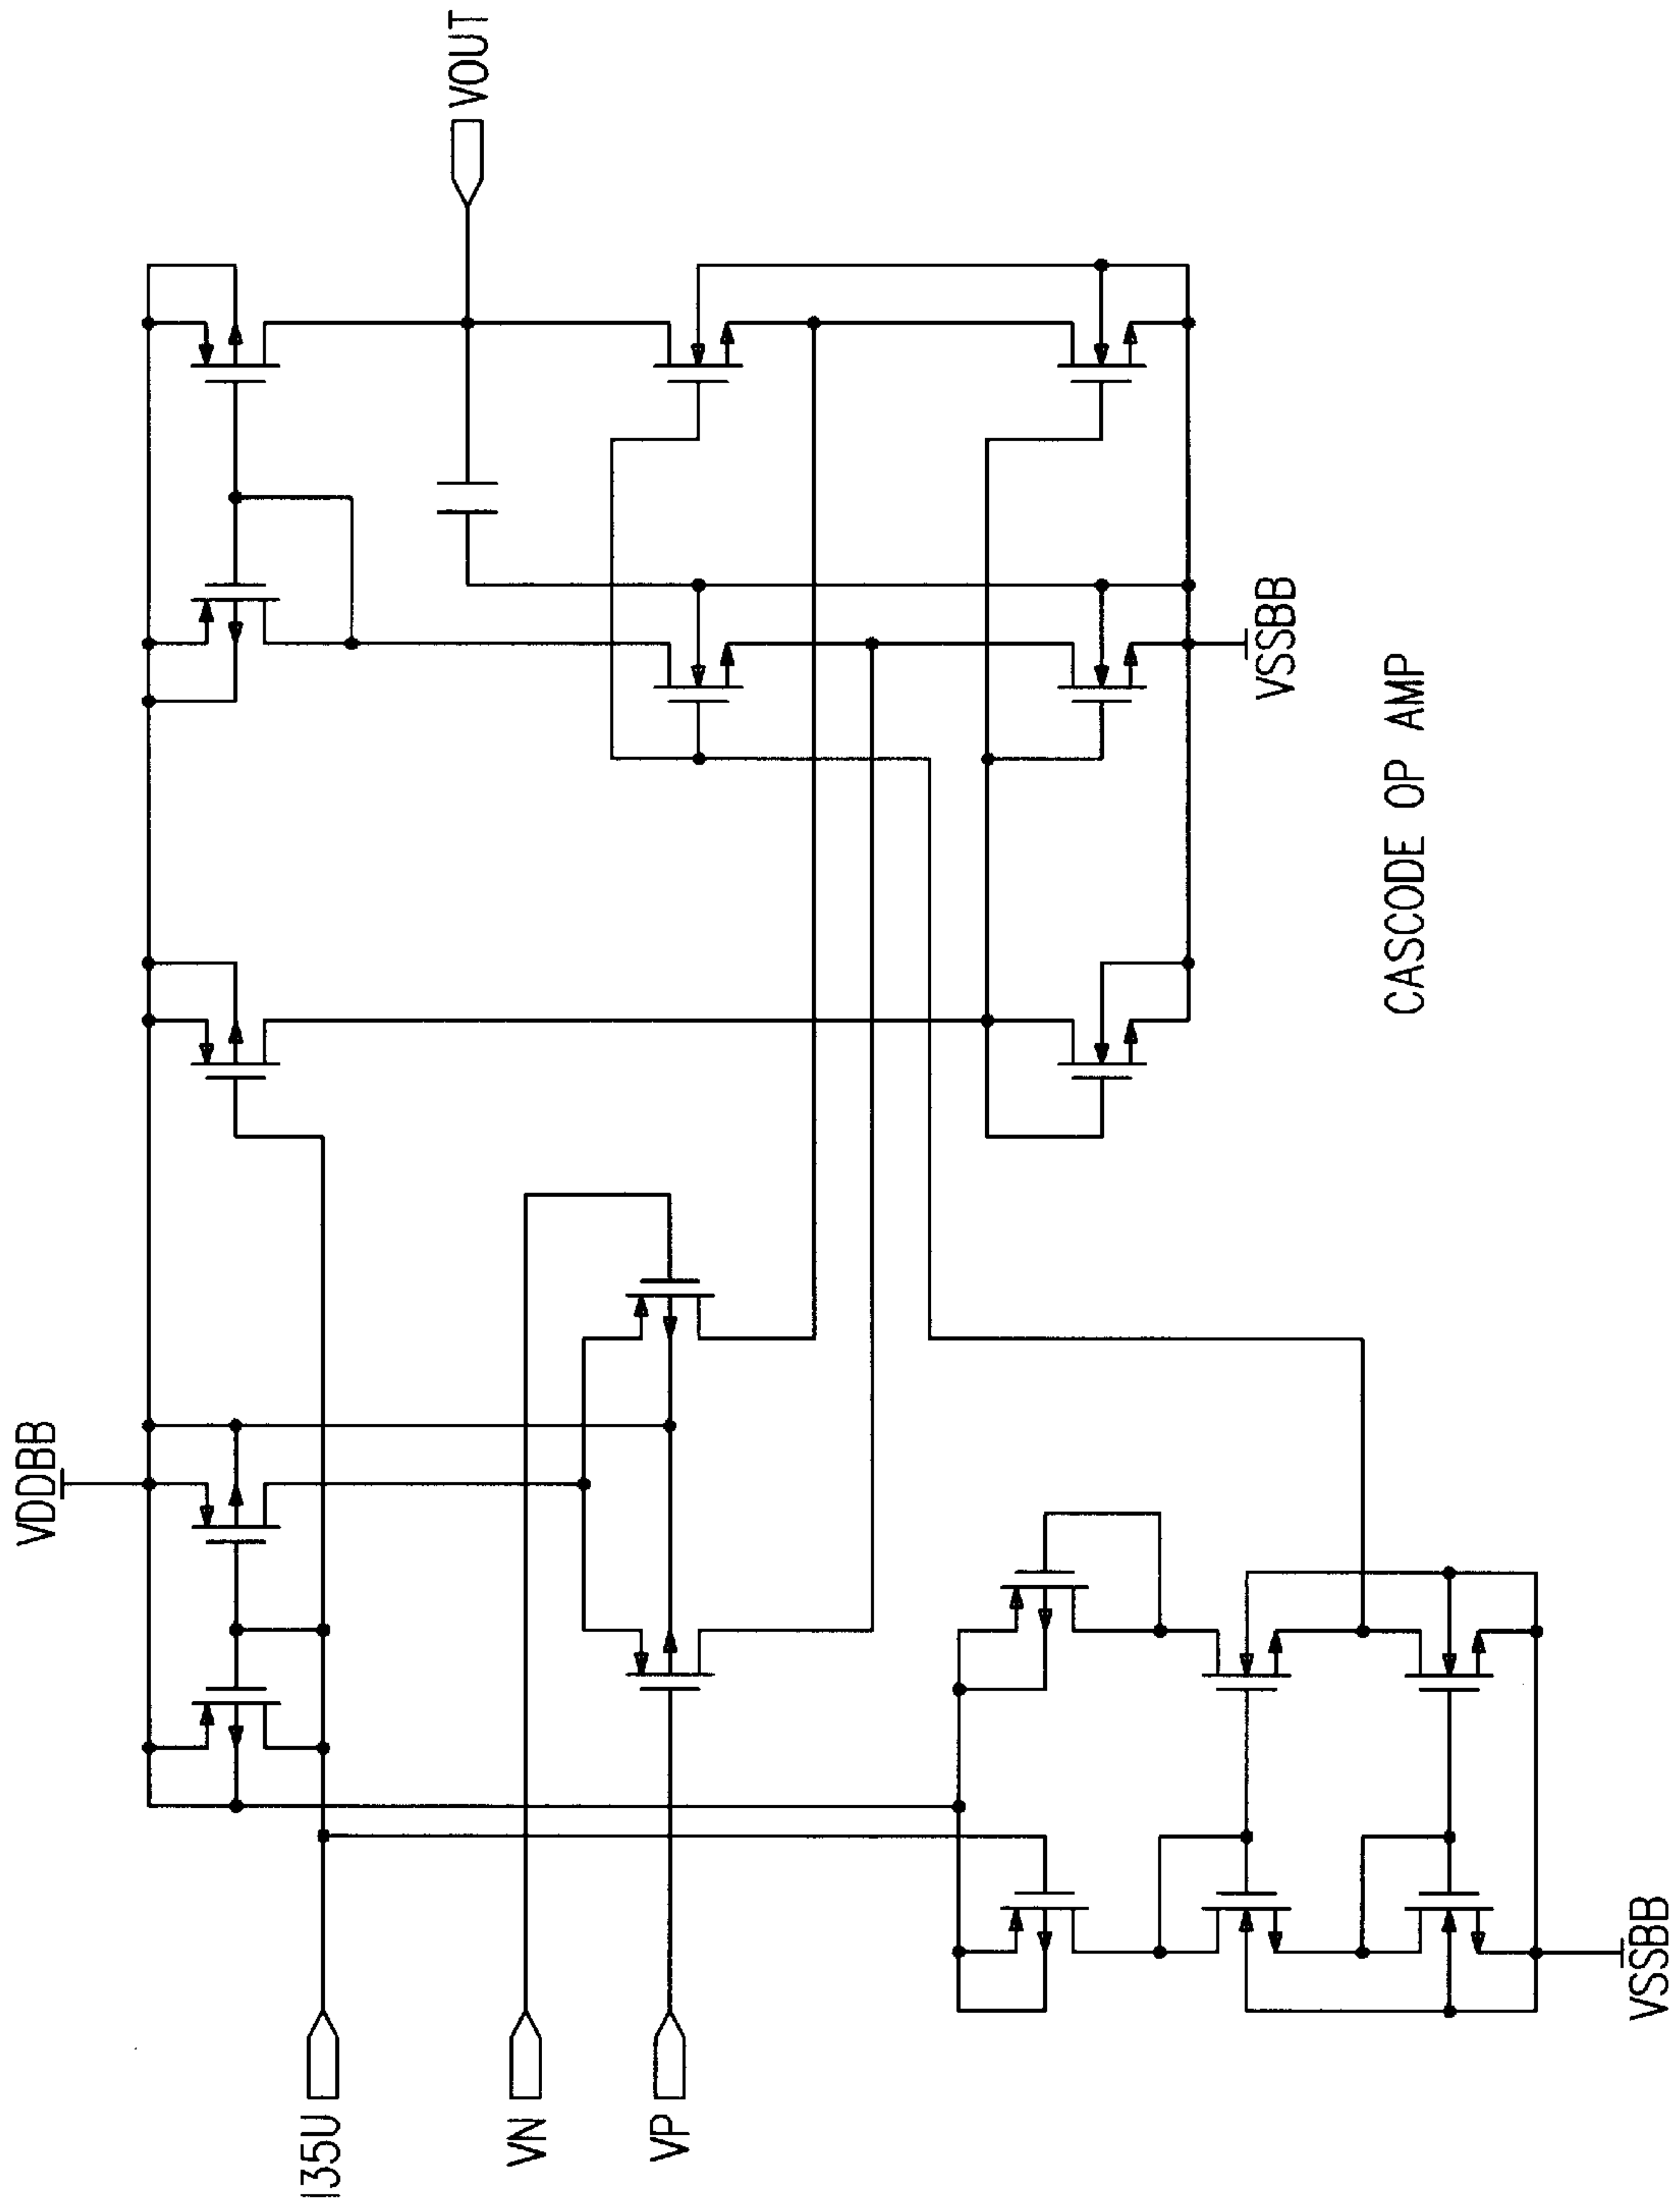 VDDBB
I35U
VOUT
VN
VP
VSSBB
CASCODE OP AMP
VSSBB